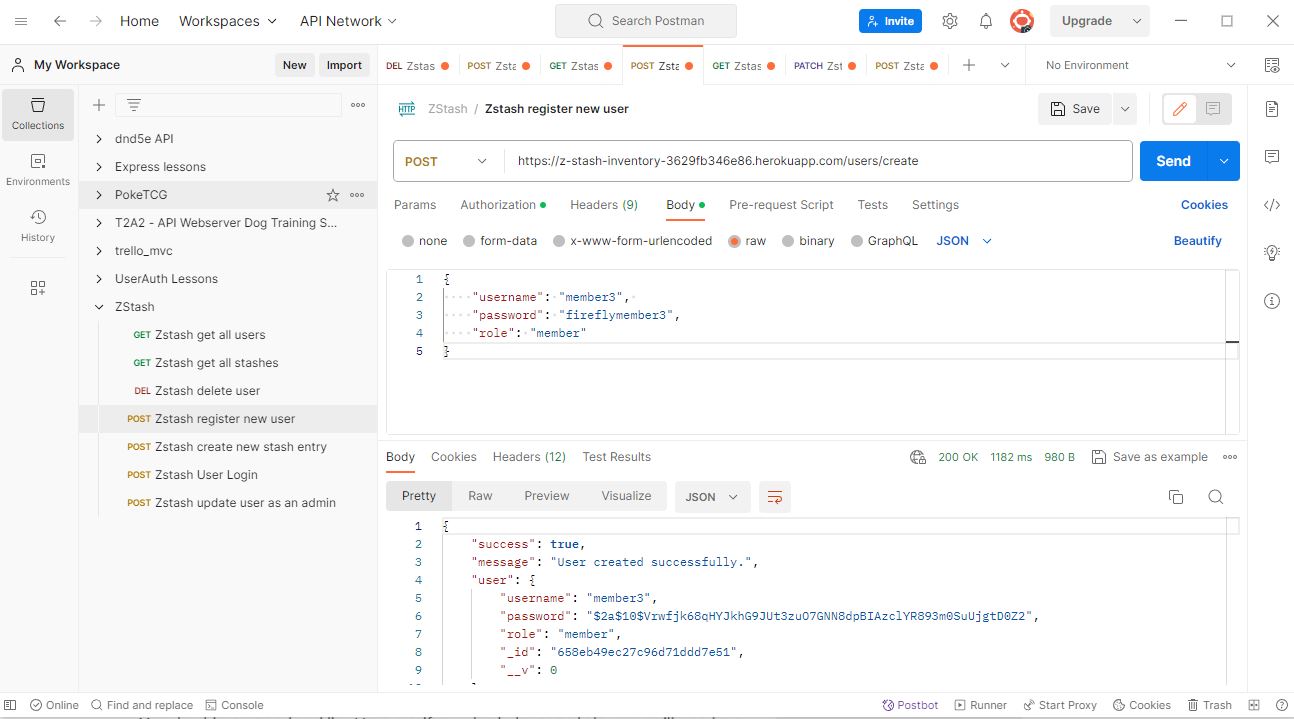 Home Workspaces API Network Search Postman Invite Upgrade
My Workspace New Import DEL Zstas POST Zsta GET Zstas POST Zsta GET Zstas PATCH Zst POST Zsta No Environment
Collections
Environments
History
dnd5e API
Express lessons
PokeTCG
T2A2 - API Webserver Dog Training S...
trello_mvc
UserAuth Lessons
ZStash
GET Zstash get all users
GET Zstash get all stashes
DEL Zstash delete user
POST Zstash register new user
POST Zstash create new stash entry
POST Zstash User Login
POST Zstash update user as an admin
HTTP ZStash / Zstash register new user Save
POST https://z-stash-inventory-3629fb346e86.herokuapp.com/users/create Send
Params Authorization Headers (9) Body Pre-request Script Tests Settings Cookies
none form-data x-www-form-urlencoded raw binary GraphQL JSON Beautify
1 {
2 "username": "member3",
3 "password": "fireflymember3",
4 "role": "member"
5 }
Body Cookies Headers (12) Test Results 200 OK 1182 ms 980 B Save as example
Pretty Raw Preview Visualize JSON
1 {
2 "success": true,
3 "message": "User created successfully.",
4 "user": {
5 "username": "member3",
6 "password": "$2a$10$Vrwfjk68qHYJkhG9JUt3zuO7GNN8dpBIAzclYR893m0SuUjgtD0Z2",
7 "role": "member",
8 "_id": "658eb49ec27c96d71ddd7e51",
9 "__v": 0
Online Find and replace Console Postbot Runner Start Proxy Cookies Trash